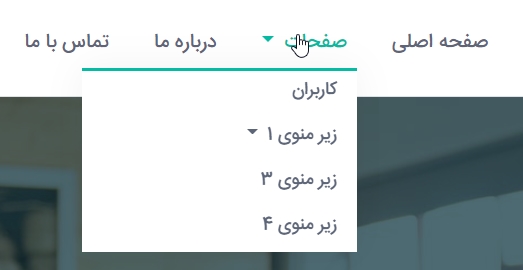 صفحه اصلی صفحات درباره ما تماس با ما
کاربران
زیر منوی ۱
زیر منوی ۳
زیر منوی ۴